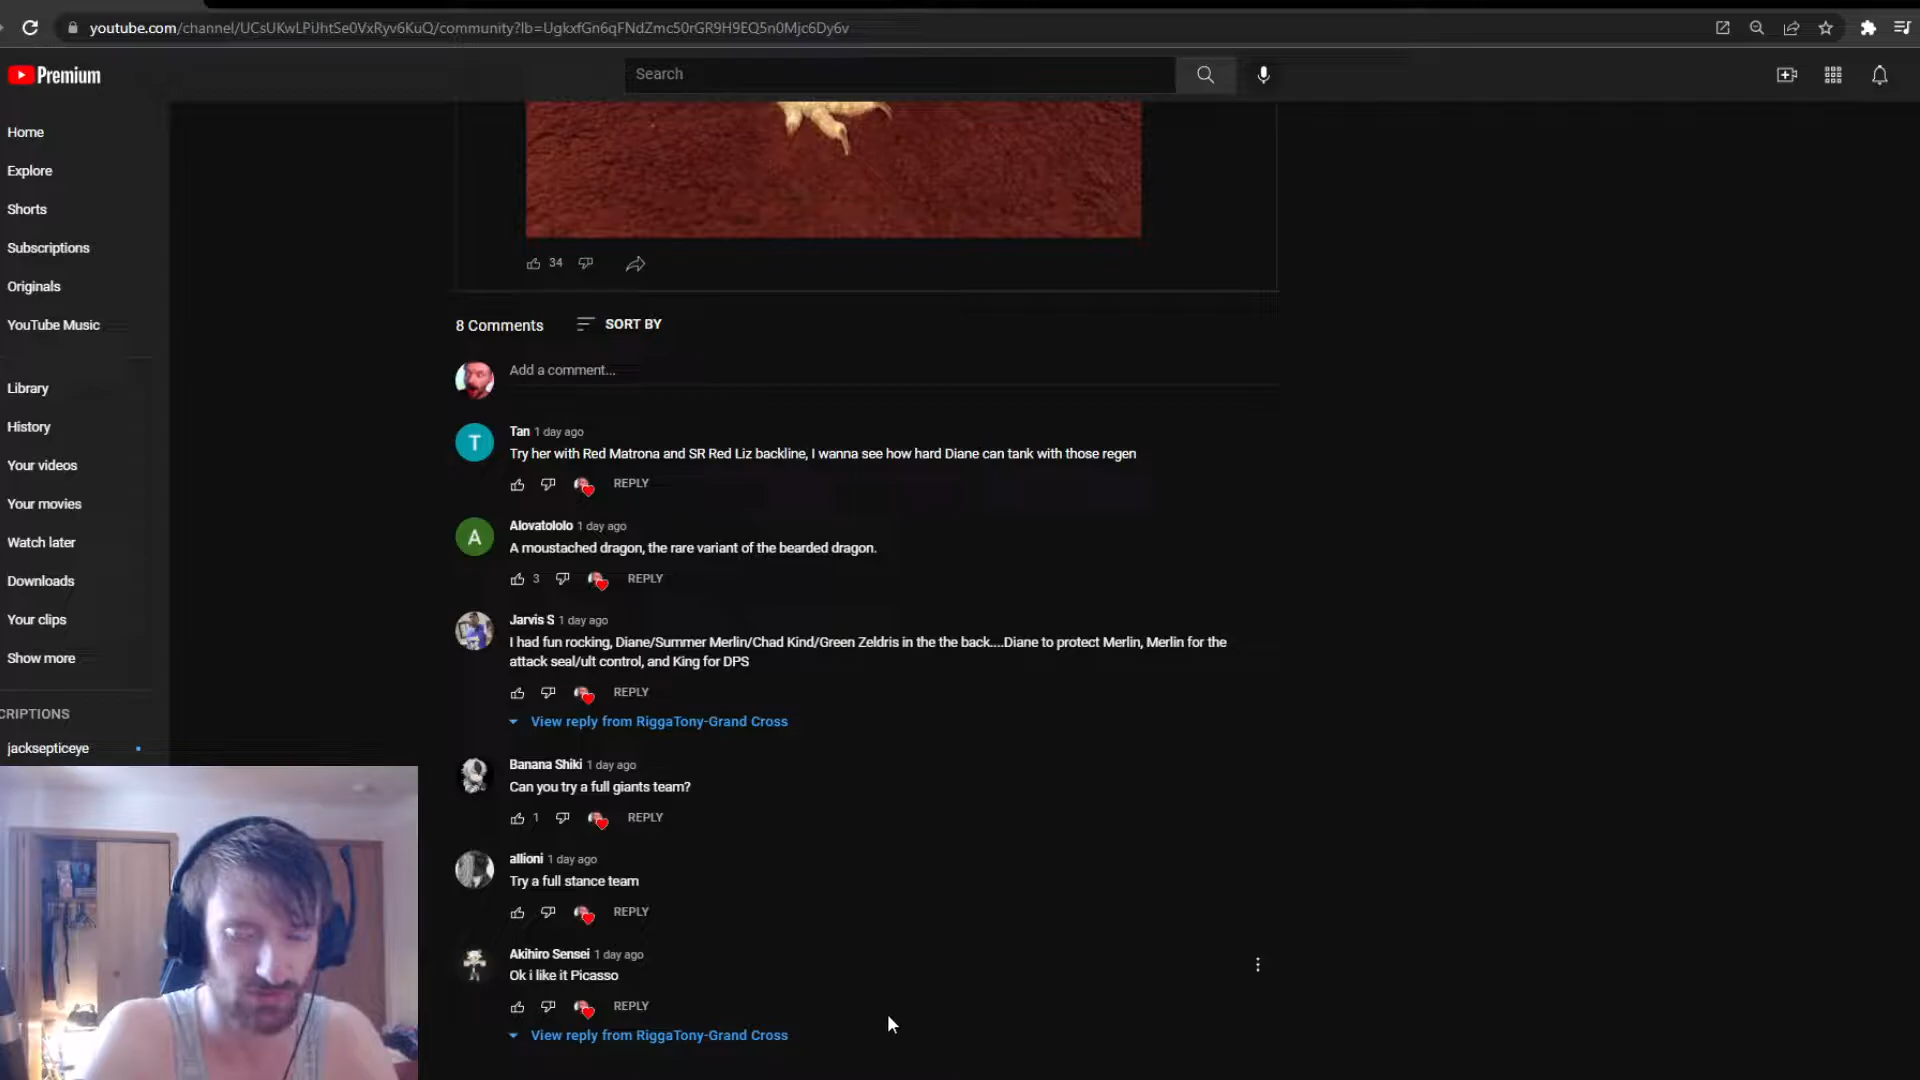 youtube.com/channel/UCsUKwLPiJhtSe0VxRyv6KuQ/community?lb=UgkxfGn6qFNdZmc50rGR9H9EQ5n0Mjc6Dy6v
Premium
Search
Home
Explore
Shorts
Subscriptions
Originals
YouTube Music
Library
History
Your videos
Your movies
Watch later
Downloads
Your clips
Show more
CRIPTIONS
jacksepticeye
34
8 Comments SORT BY
Add a comment...
T
Tan 1 day ago
Try her with Red Matrona and SR Red Liz backline, I wanna see how hard Diane can tank with those regen
REPLY
A
Alovatololo 1 day ago
A moustached dragon, the rare variant of the bearded dragon.
3 REPLY
Jarvis S 1 day ago
I had fun rocking, Diane/Summer Merlin/Chad Kind/Green Zeldris in the the back....Diane to protect Merlin, Merlin for the
attack seal/ult control, and King for DPS
REPLY
View reply from RiggaTony-Grand Cross
Banana Shiki 1 day ago
Can you try a full giants team?
1 REPLY
allioni 1 day ago
Try a full stance team
REPLY
Akihiro Sensei 1 day ago
Ok i like it Picasso
REPLY
View reply from RiggaTony-Grand Cross